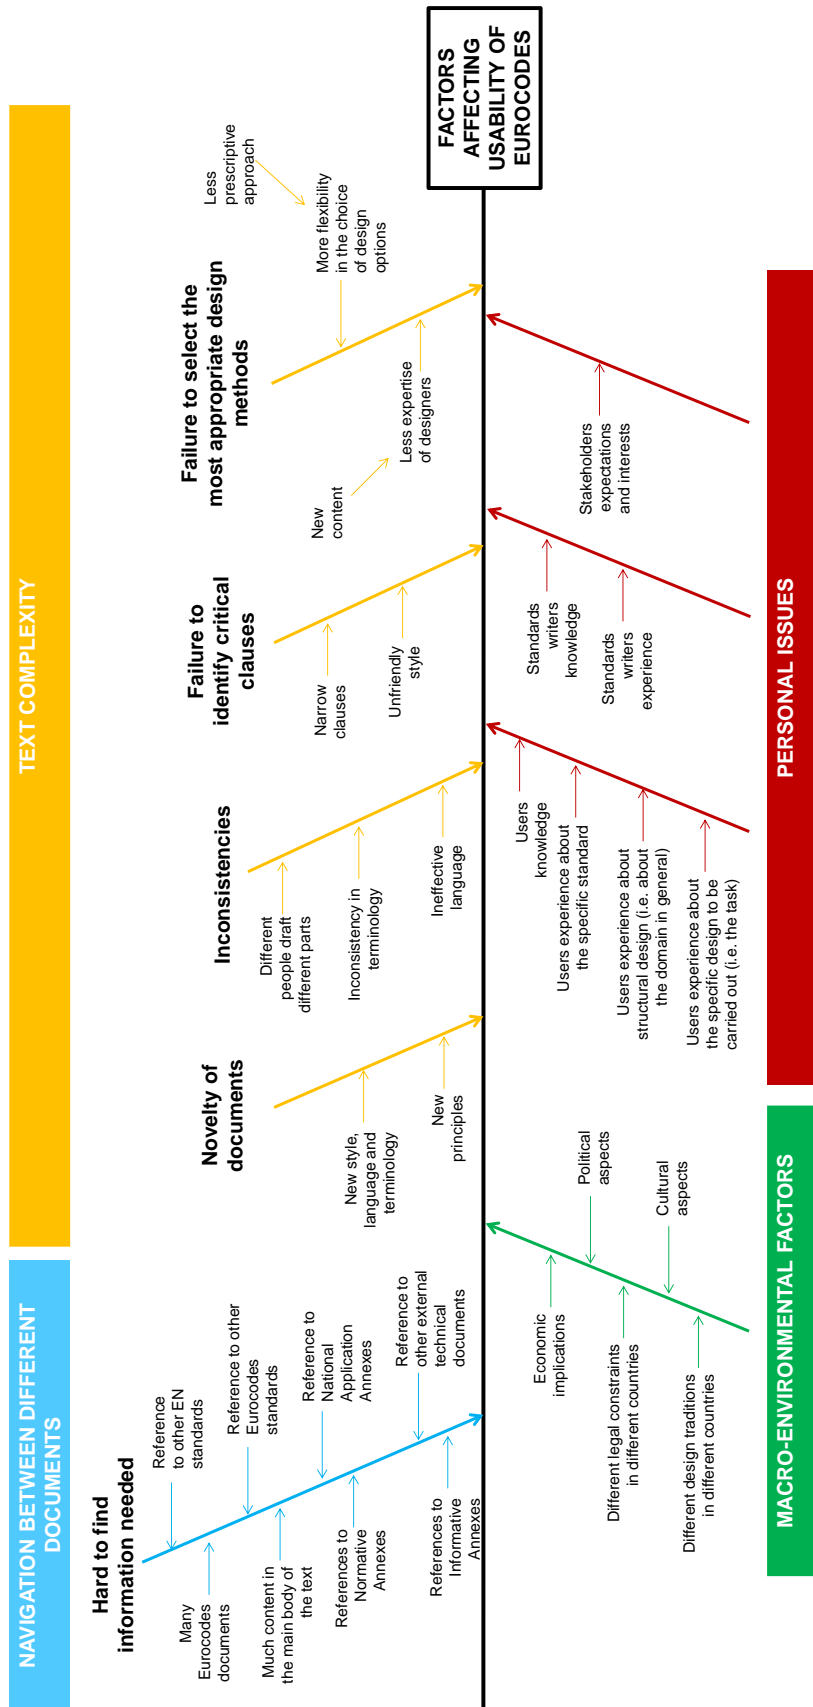 NAVIGATION BETWEEN DIFFERENT
DOCUMENTS
TEXT COMPLEXITY
Hard to find
information needed
Reference
to other EN
standards
Reference to other
Eurocodes
standards
Reference to
National
Application
Annexes
Reference to
other external
technical
documents
Many
Eurocodes
documents
Much content in
the main body of
the text
References to
Normative
Annexes
References to
Informative
Annexes
Novelty of
documents
New style,
language and
terminology
New
principles
Inconsistencies
Different
people draft
different parts
Inconsistency in
terminology
Ineffective
language
Failure to
identify critical
clauses
Narrow
clauses
Unfriendly
style
Failure to select the
most appropriate design
methods
Less
prescriptive
approach
More flexibility
in the choice
of design
options
New
content
Less expertise
of designers
FACTORS
AFFECTING
USABILITY OF
EUROCODES
Economic
implications
Political
aspects
Different legal constraints
in different countries
Cultural
aspects
Different design traditions
in different countries
Users
knowledge
Users experience about
the specific standard
Users experience about
structural design (i.e. about
the domain in general)
Users experience about
the specific design to be
carried out (i.e. the task)
Standards
writers
knowledge
Standards
writers
experience
Stakeholders
expectations
and interests
MACRO-ENVIRONMENTAL FACTORS
PERSONAL ISSUES